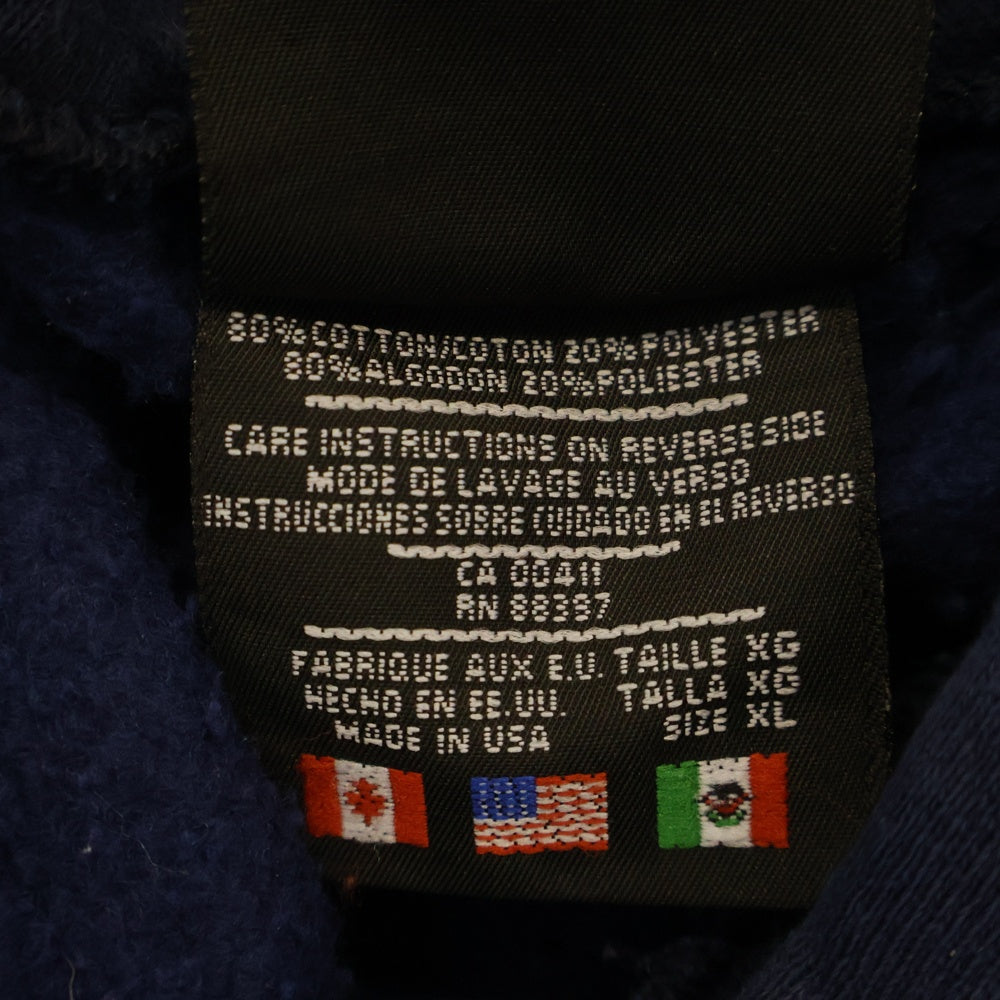 80% COTTON/COTON 20% POLYESTER
80% ALGODON 20% POLIESTER
CARE INSTRUCTIONS ON REVERSE SIDE
MODE DE LAVAGE AU VERSO
INSTRUCCIONES SOBRE CUIDADO EN EL REVERSO
CA 00411
RN 88397
FABRIQUE AUX E.U. TAILLE XG
HECHO EN EE.UU. TALLA XG
MADE IN USA SIZE XL